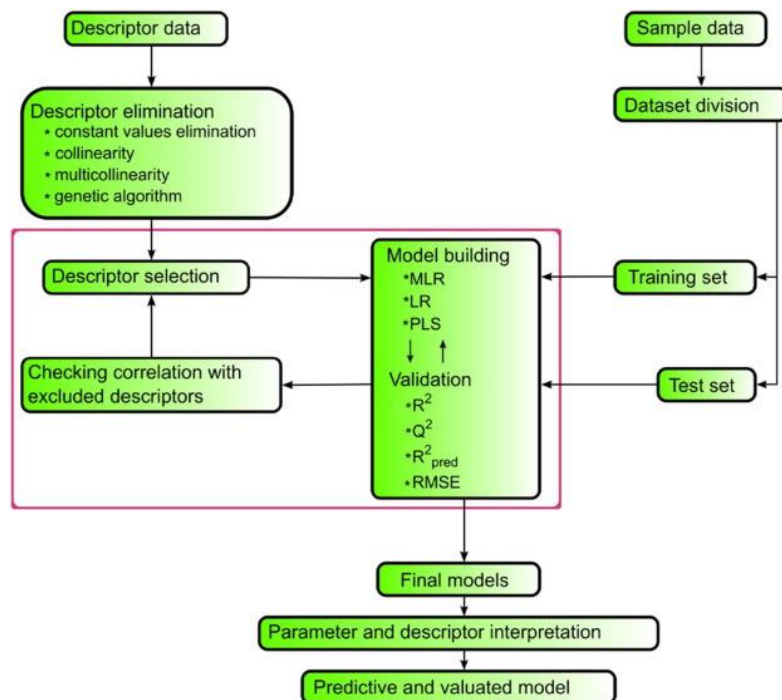 Descriptor data
Sample data
Descriptor elimination
* constant values elimination
* collinearity
* multicollinearity
* genetic algorithm
Dataset division
Descriptor selection
Model building
*MLR
*LR
*PLS
Validation
*R²
*Q²
*R²pred
*RMSE
Training set
Checking correlation with
excluded descriptors
Test set
Final models
Parameter and descriptor interpretation
Predictive and valuated model